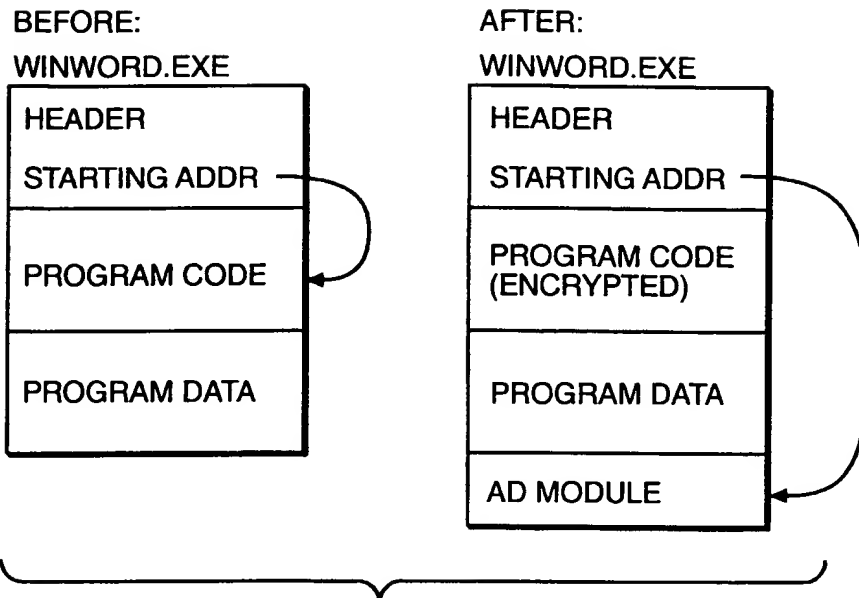 BEFORE:
WINWORD.EXE
HEADER
STARTING ADDR
PROGRAM CODE
PROGRAM DATA
AFTER:
WINWORD.EXE
HEADER
STARTING ADDR
PROGRAM CODE
(ENCRYPTED)
PROGRAM DATA
AD MODULE